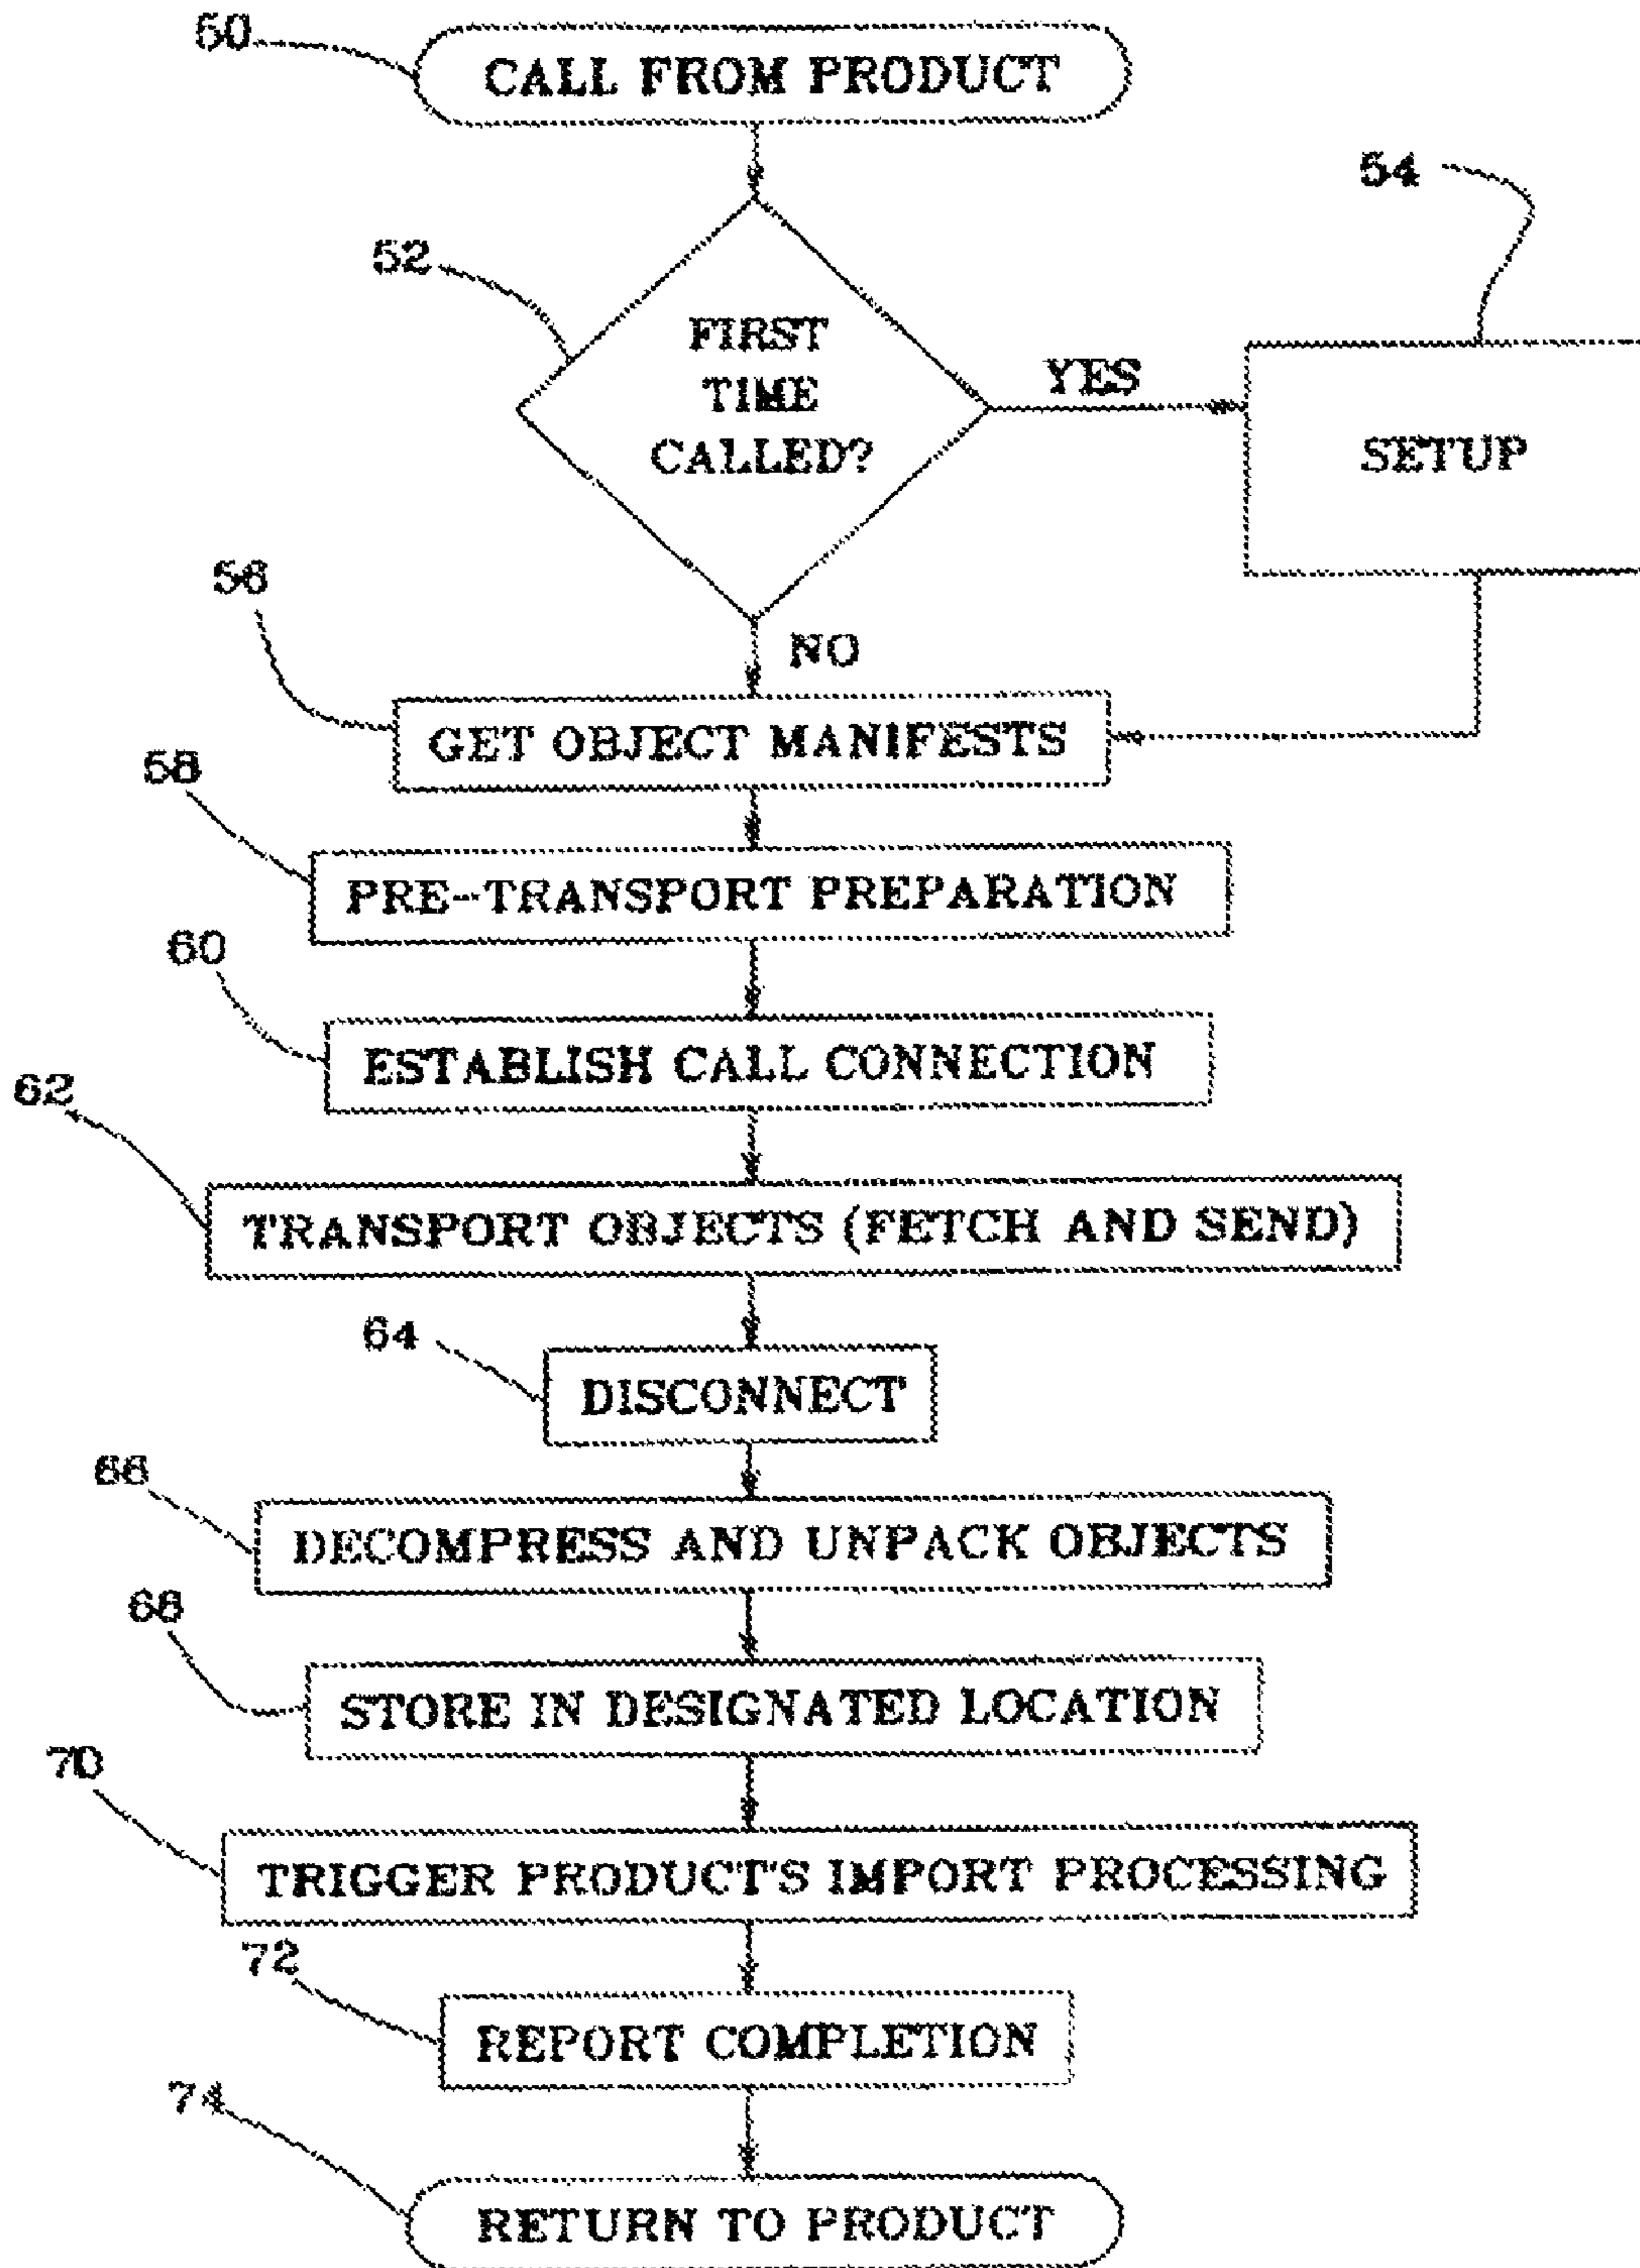 50
CALL FROM PRODUCT
54
52
FIRST
TIME
CALLED?
YES
SETUP
56
NO
GET OBJECT MANIFESTS
58
PRE-TRANSPORT PREPARATION
60
ESTABLISH CALL CONNECTION
62
TRANSPORT OBJECTS (FETCH AND SEND)
64
DISCONNECT
66
DECOMPRESS AND UNPACK OBJECTS
68
STORE IN DESIGNATED LOCATION
70
TRIGGER PRODUCT'S IMPORT PROCESSING
72
REPORT COMPLETION
74
RETURN TO PRODUCT